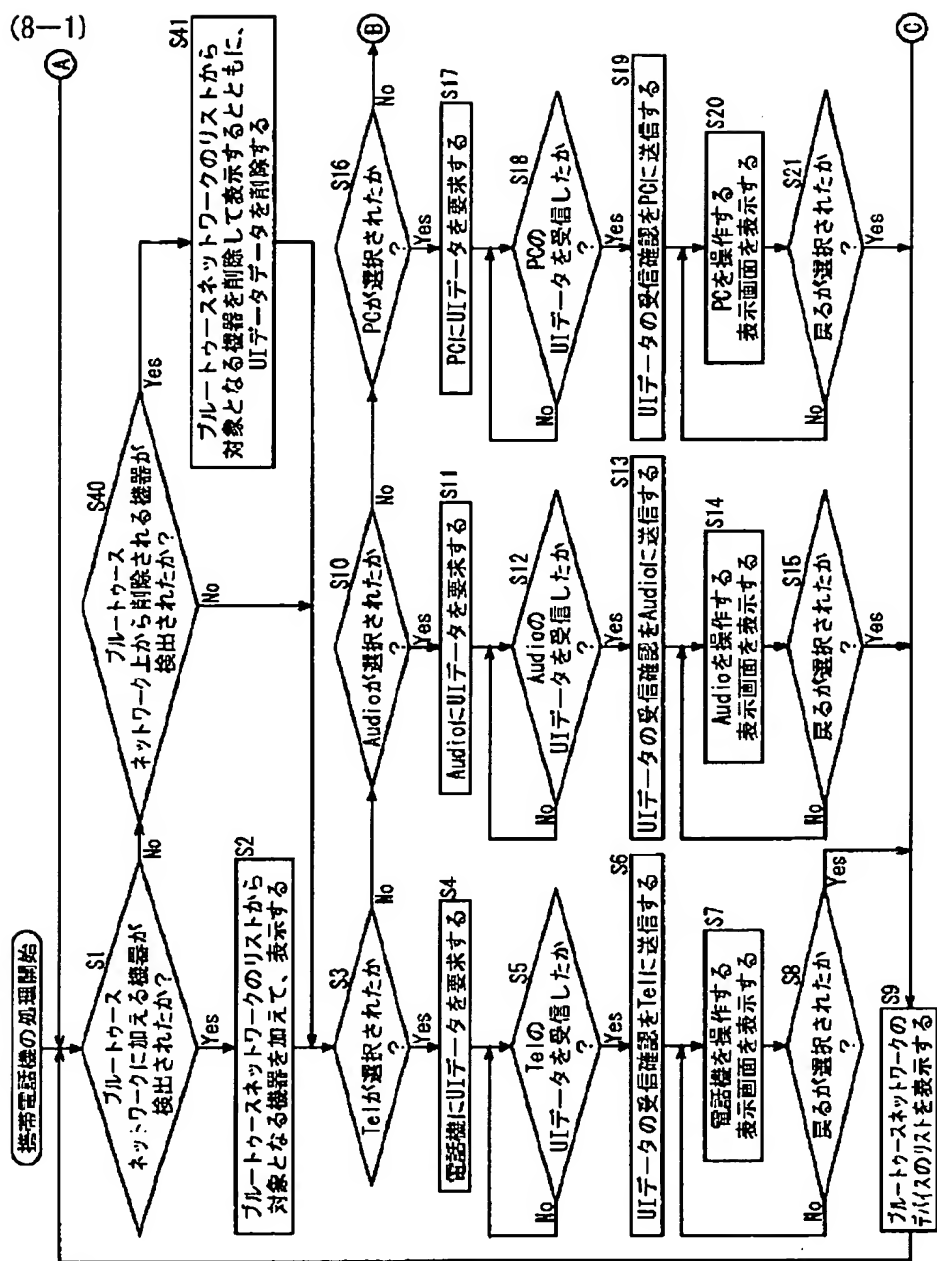 (8-1)
A
携帯電話機の処理開始
S1
ブルートゥース
ネットワークに加える機器が
検出されたか?
No
Yes
S40
ブルートゥース
ネットワーク上から削除される機器が
検出されたか?
Yes
No
S41
ブルートゥースネットワークのリストから
対象となる機器を削除して表示するとともに、
UIデータデータを削除する
S2
ブルートゥースネットワークのリストから
対象となる機器を加えて、表示する
S3
Telが選択されたか
?
No
Yes
S4
電話機にUIデータを要求する
S5
Telの
UIデータを受信したか
?
No
Yes
S6
UIデータの受信確認をTelに送信する
S7
電話機を操作する
表示画面を表示する
S8
戻るが選択されたか
?
No
Yes
S9
ブルートゥースネットワークの
デバイスのリストを表示する
S10
Audioが選択されたか
?
No
Yes
S11
AudioにUIデータを要求する
S12
Audioの
UIデータを受信したか
?
No
Yes
S13
UIデータの受信確認をAudioに送信する
S14
Audioを操作する
表示画面を表示する
S15
戻るが選択されたか
?
No
Yes
S16
PCが選択されたか
?
No
Yes
B
S17
PCにUIデータを要求する
S18
PCの
UIデータを受信したか
?
No
Yes
S19
UIデータの受信確認をPCに送信する
S20
PCを操作する
表示画面を表示する
S21
戻るが選択されたか
?
No
Yes
C